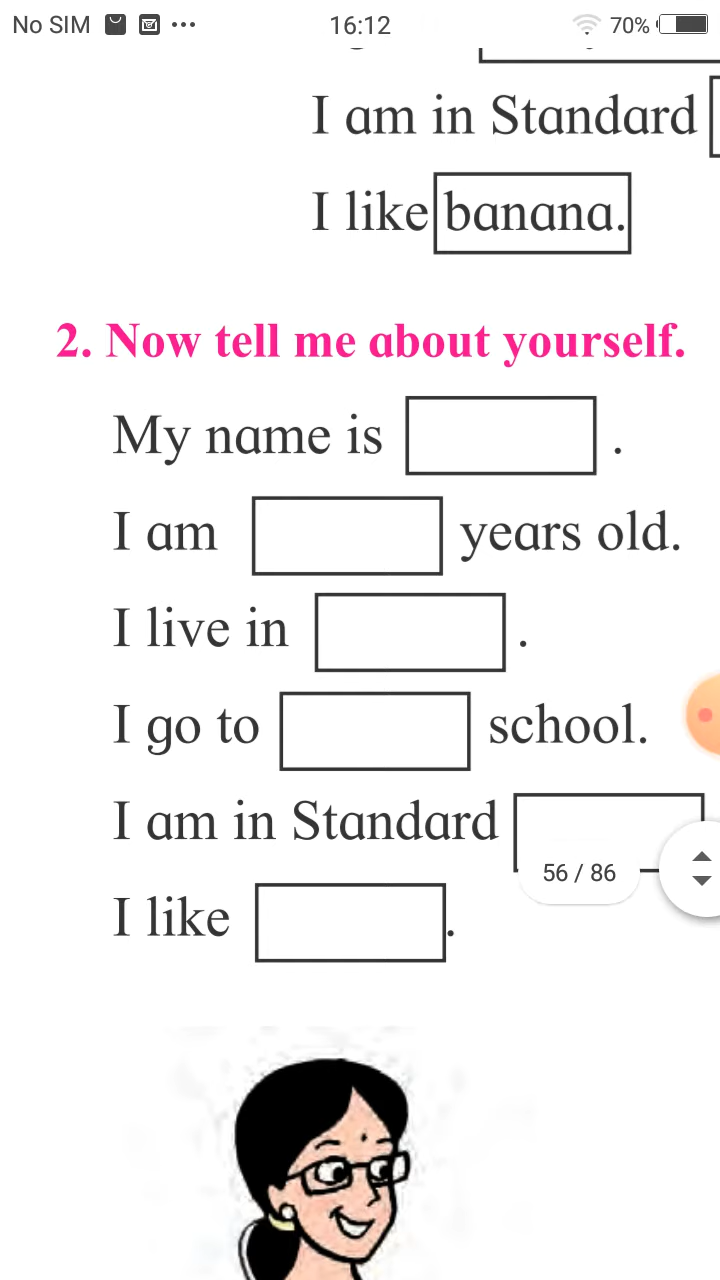 No SIM 16:12 70%
I am in Standard
I like banana.
2. Now tell me about yourself.
My name is .
I am years old.
I live in .
I go to school.
I am in Standard
56 / 86
I like .